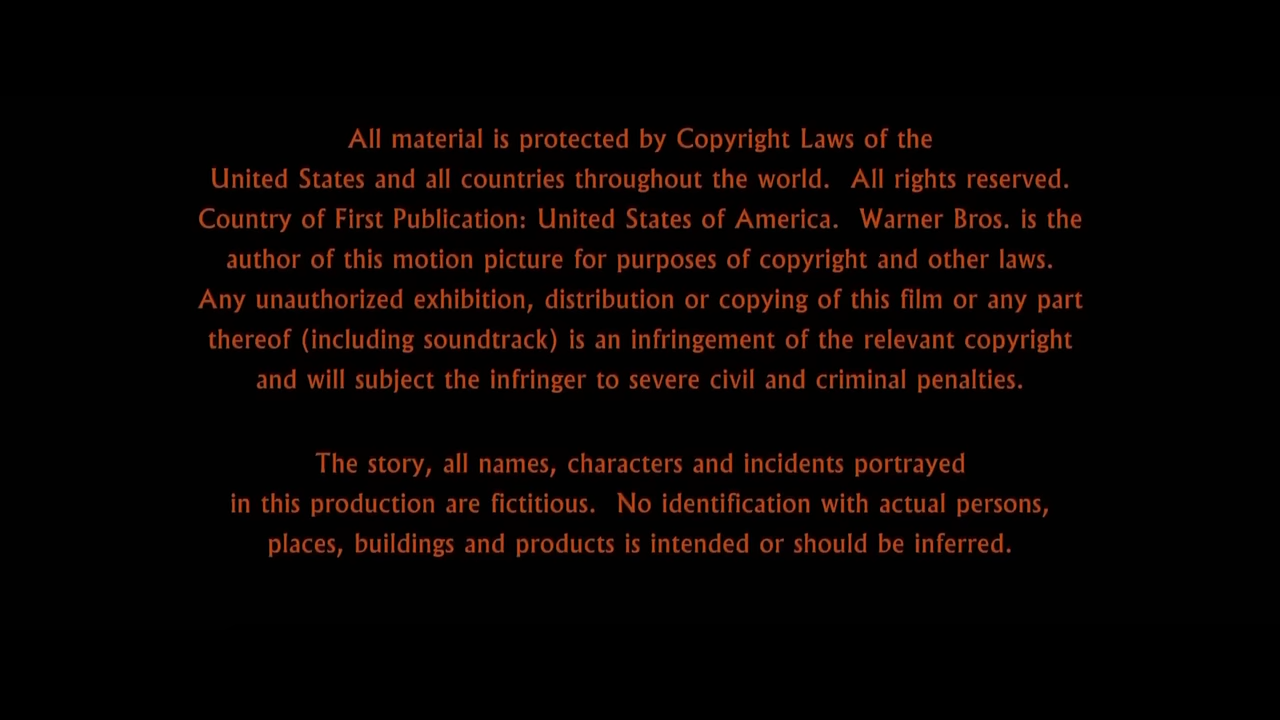 All material is protected by Copyright Laws of the
United States and all countries throughout the world.  All rights reserved.
Country of First Publication: United States of America.  Warner Bros. is the
author of this motion picture for purposes of copyright and other laws.
Any unauthorized exhibition, distribution or copying of this film or any part
thereof (including soundtrack) is an infringement of the relevant copyright
and will subject the infringer to severe civil and criminal penalties.
The story, all names, characters and incidents portrayed
in this production are fictitious.  No identification with actual persons,
places, buildings and products is intended or should be inferred.